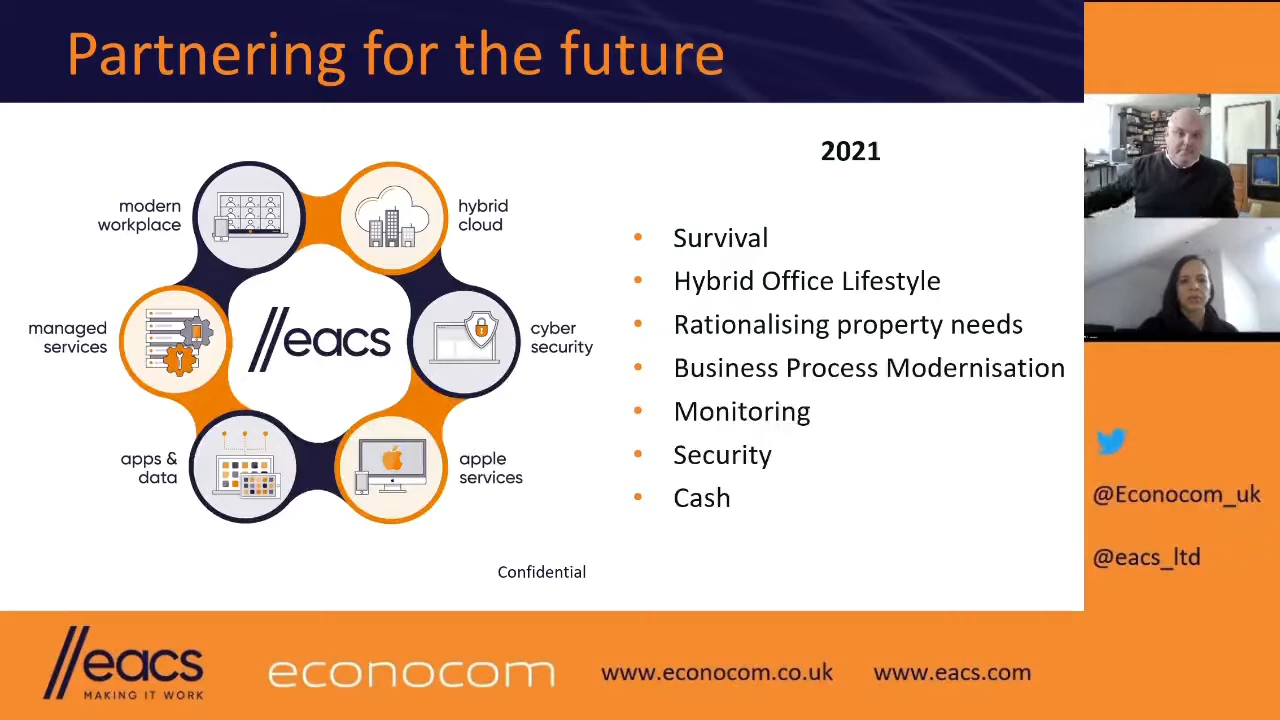 Partnering for the future
2021
modern
workplace
hybrid
cloud
managed
services
//eacs
cyber
security
apps &
data
apple
services
• Survival
• Hybrid Office Lifestyle
• Rationalising property needs
• Business Process Modernisation
• Monitoring
• Security
• Cash
Confidential
@Econocom_uk
@eacs_ltd
//eacs
MAKING IT WORK
econocom
www.econocom.co.uk
www.eacs.com